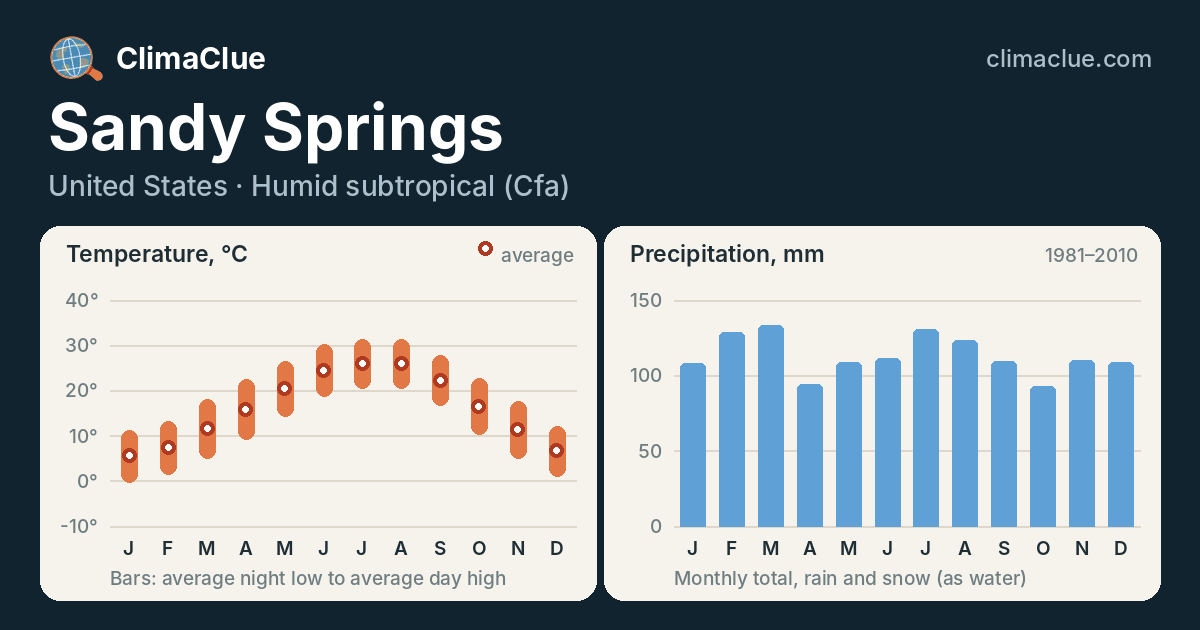 ClimaClue
climaclue.com
Sandy Springs
United States · Humid subtropical (Cfa)
Temperature, °C
average
40°
30°
20°
10°
0°
-10°
J F M A M J J A S O N D
Bars: average night low to average day high
Precipitation, mm
1981–2010
150
100
50
0
J F M A M J J A S O N D
Monthly total, rain and snow (as water)